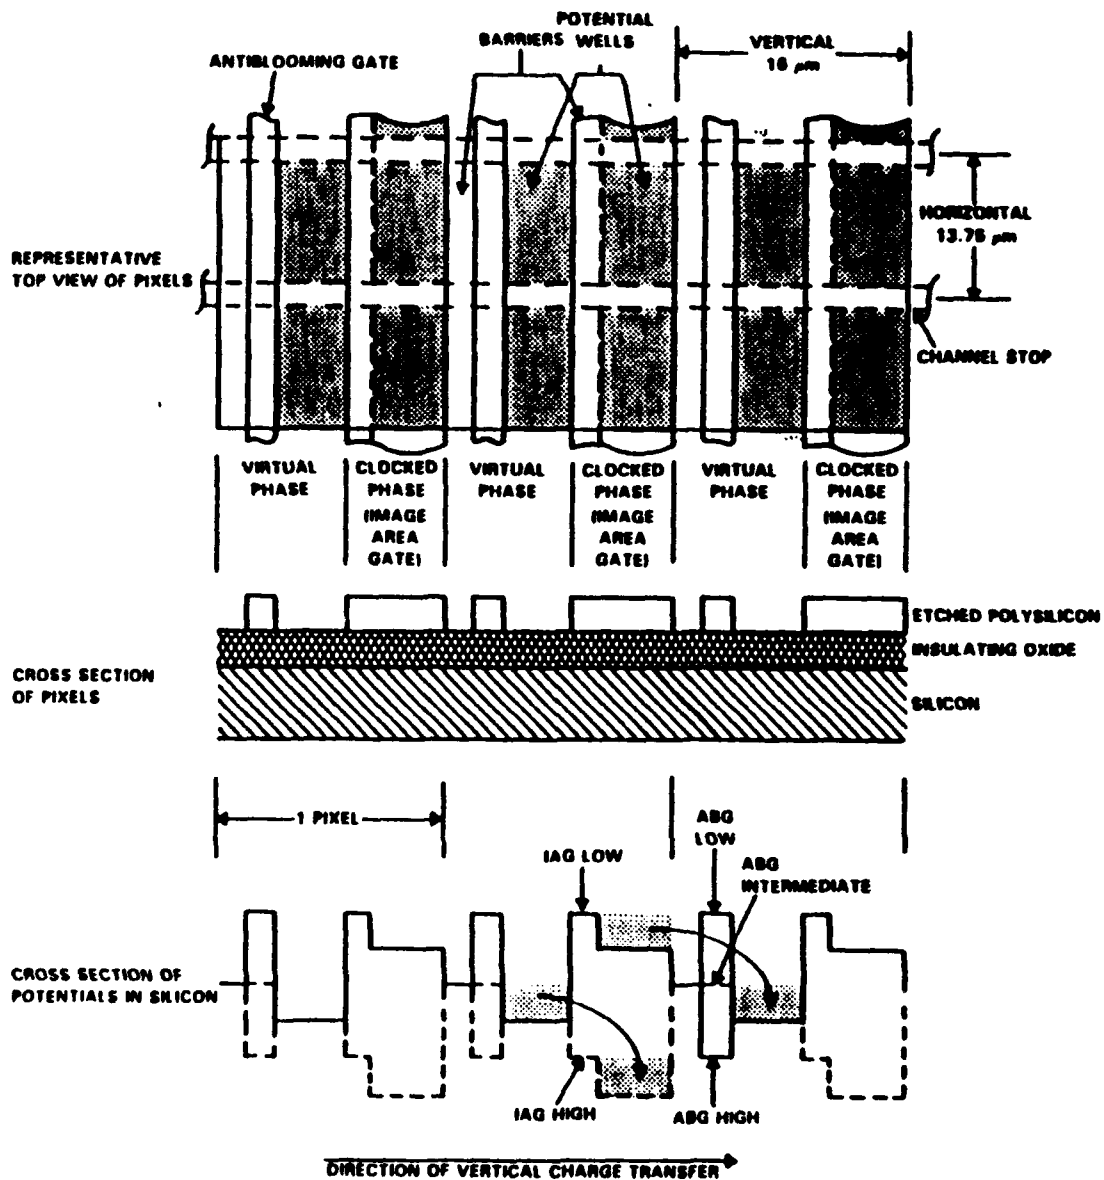 POTENTIAL
BARRIERS WELLS
VERTICAL
16 µm
ANTIBLOOMING GATE
HORIZONTAL
13.75 µm
REPRESENTATIVE
TOP VIEW OF PIXELS
CHANNEL STOP
VIRTUAL PHASE
CLOCKED PHASE
(IMAGE AREA GATE)
VIRTUAL PHASE
CLOCKED PHASE
(IMAGE AREA GATE)
VIRTUAL PHASE
CLOCKED PHASE
(IMAGE AREA GATE)
ETCHED POLYSILICON
INSULATING OXIDE
CROSS SECTION
OF PIXELS
SILICON
1 PIXEL
ABG
LOW
IAG LOW
ABG
INTERMEDIATE
CROSS SECTION OF
POTENTIALS IN SILICON
IAG HIGH
ABG HIGH
DIRECTION OF VERTICAL CHARGE TRANSFER